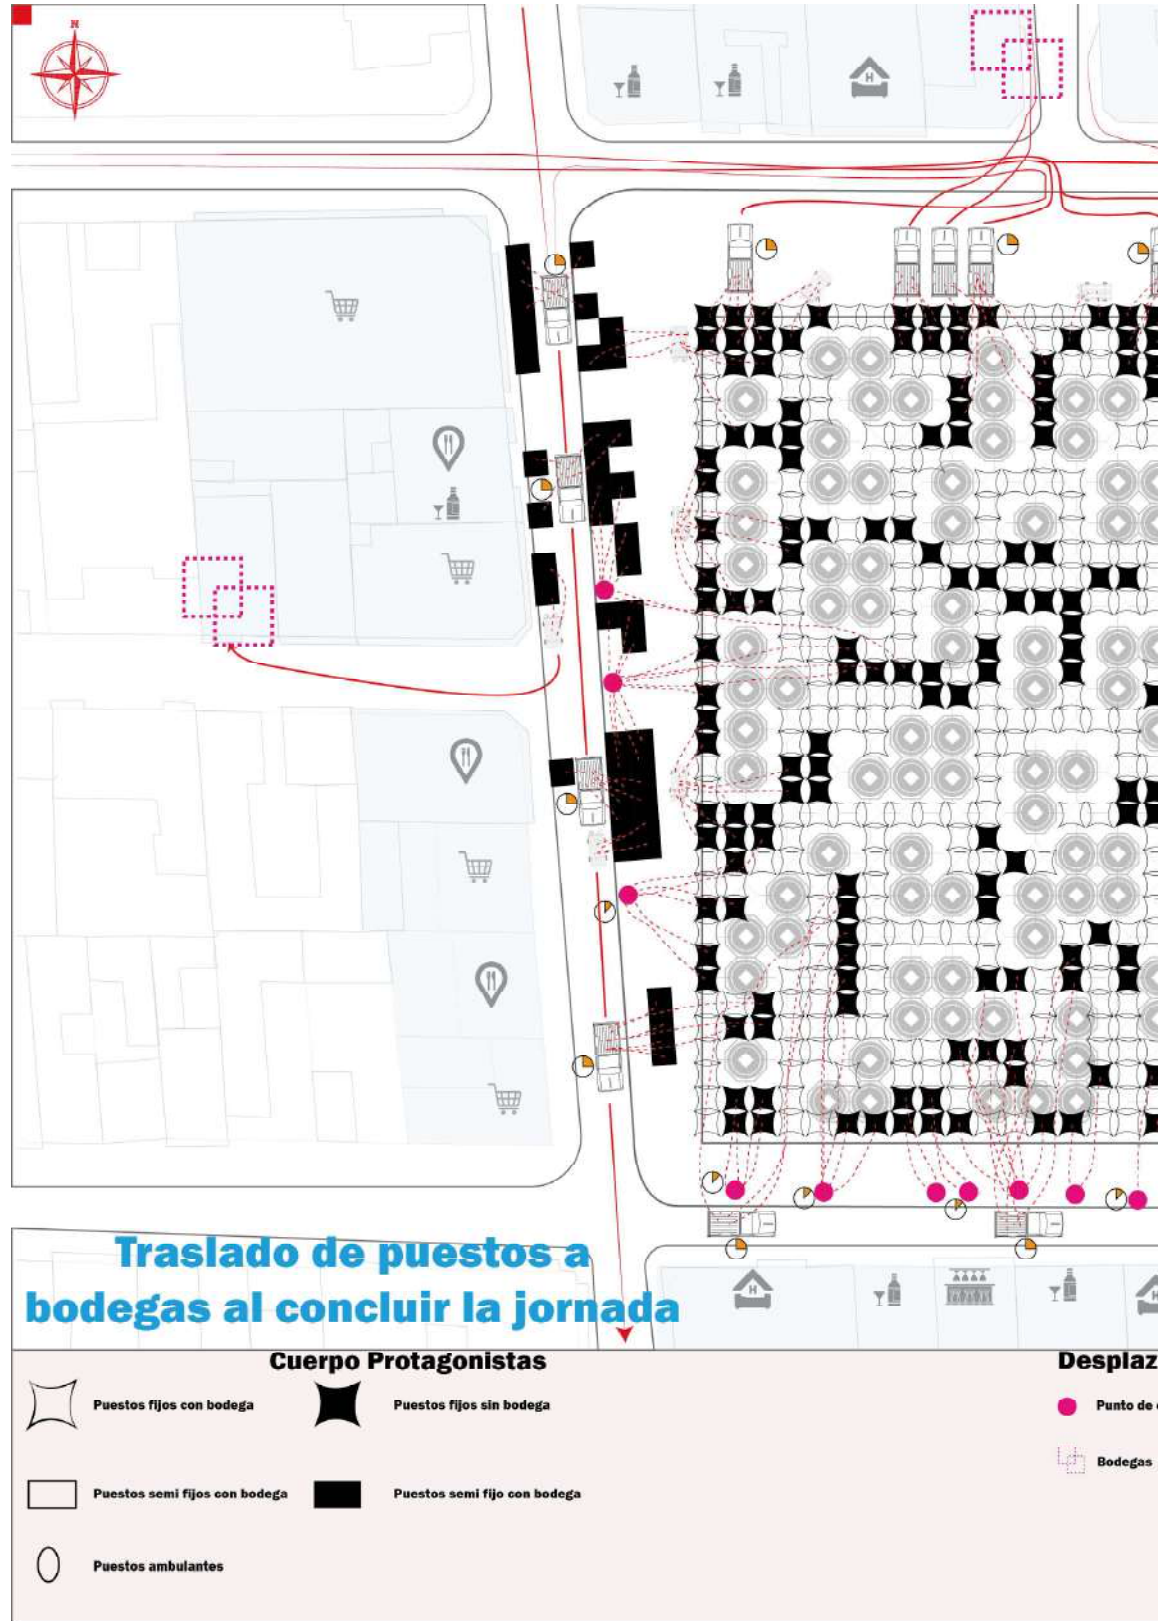 N
H
Traslado de puestos a
bodegas al concluir la jornada
H
H
Cuerpo Protagonistas
Desplaz
Puestos fijos con bodega
Puestos fijos sin bodega
Punto de
Puestos semi fijos con bodega
Puestos semi fijo con bodega
Bodegas
Puestos ambulantes